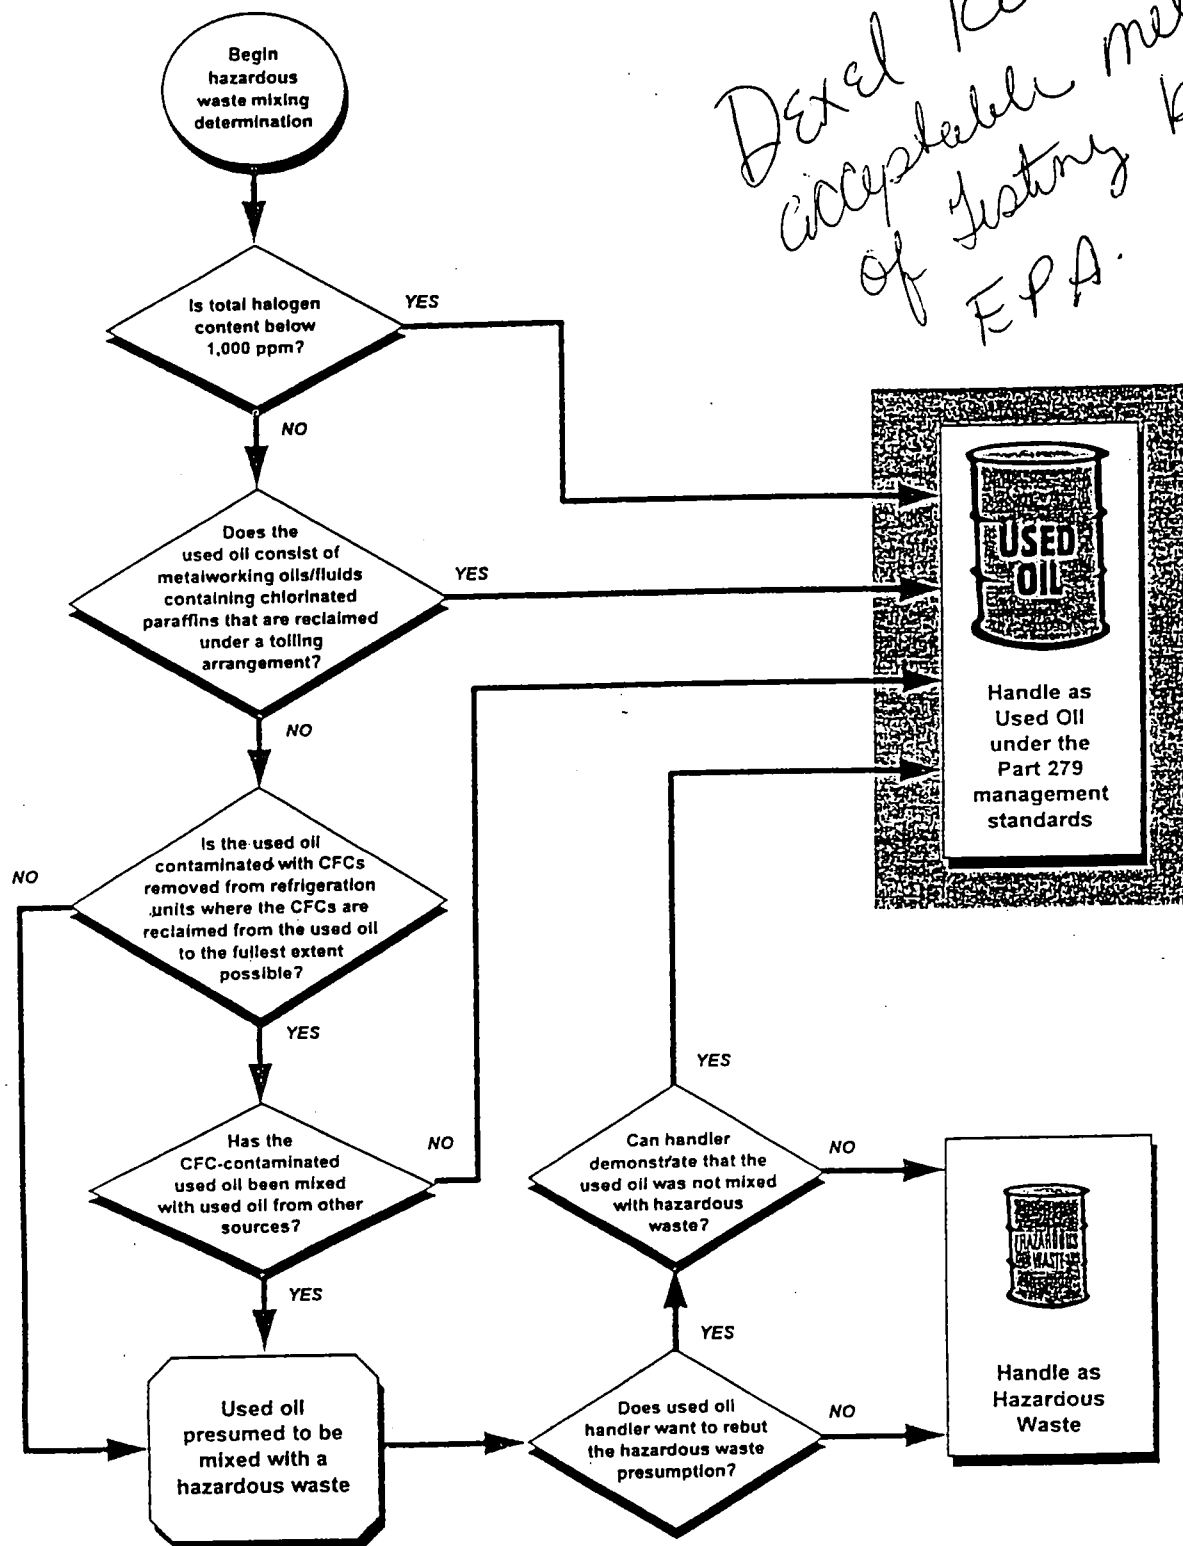 Begin
hazardous
waste mixing
determination
Dexel
acceptable
of Testing
EPA.
Is total halogen
content below
1,000 ppm?
YES
NO
Does the
used oil consist of
metalworking oils/fluids
containing chlorinated
paraffins that are reclaimed
under a tolling
arrangement?
YES
NO
USED
OIL
Handle as
Used Oil
under the
Part 279
management
standards
Is the used oil
contaminated with CFCs
removed from refrigeration
units where the CFCs are
reclaimed from the used oil
to the fullest extent
possible?
NO
YES
Has the
CFC-contaminated
used oil been mixed
with used oil from other
sources?
NO
YES
Can handler
demonstrate that the
used oil was not mixed
with hazardous
waste?
YES
NO
HAZARDOUS
WASTE
Handle as
Hazardous
Waste
Used oil
presumed to be
mixed with a
hazardous waste
YES
Does used oil
handler want to rebut
the hazardous waste
presumption?
NO